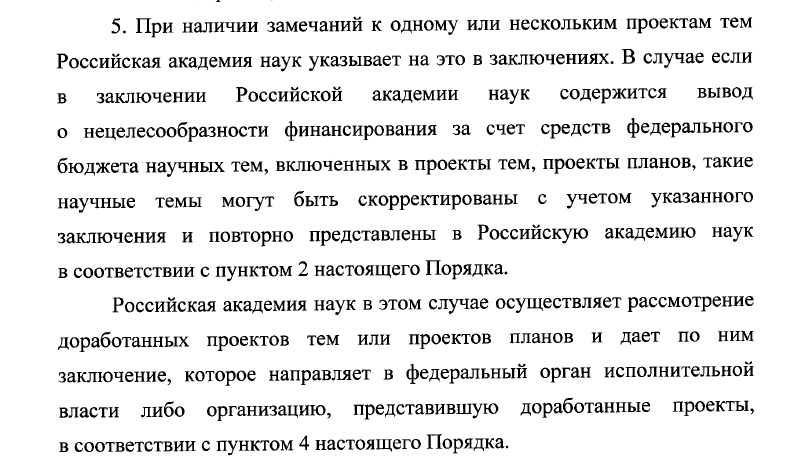 5. При наличии замечаний к одному или нескольким проектам тем
Российская академия наук указывает на это в заключениях. В случае если
в заключении Российской академии наук содержится вывод
о нецелесообразности финансирования за счет средств федерального
бюджета научных тем, включенных в проекты тем, проекты планов, такие
научные темы могут быть скорректированы с учетом указанного
заключения и повторно представлены в Российскую академию наук
в соответствии с пунктом 2 настоящего Порядка.
Российская академия наук в этом случае осуществляет рассмотрение
доработанных проектов тем или проектов планов и дает по ним
заключение, которое направляет в федеральный орган исполнительной
власти либо организацию, представившую доработанные проекты,
в соответствии с пунктом 4 настоящего Порядка.